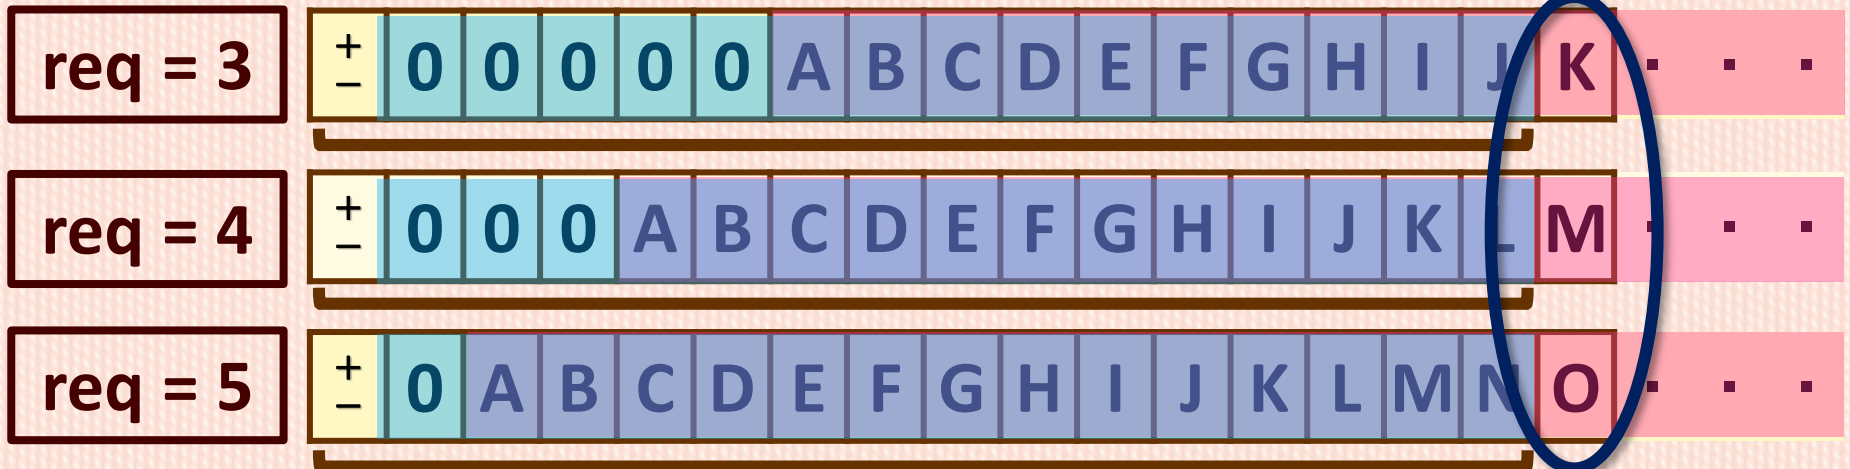 req = 3 + − 0 0 0 0 0 A B C D E F G H I J K . . .
req = 4 + − 0 0 0 A B C D E F G H I J K L M . . .
req = 5 + − 0 A B C D E F G H I J K L M N O . . .